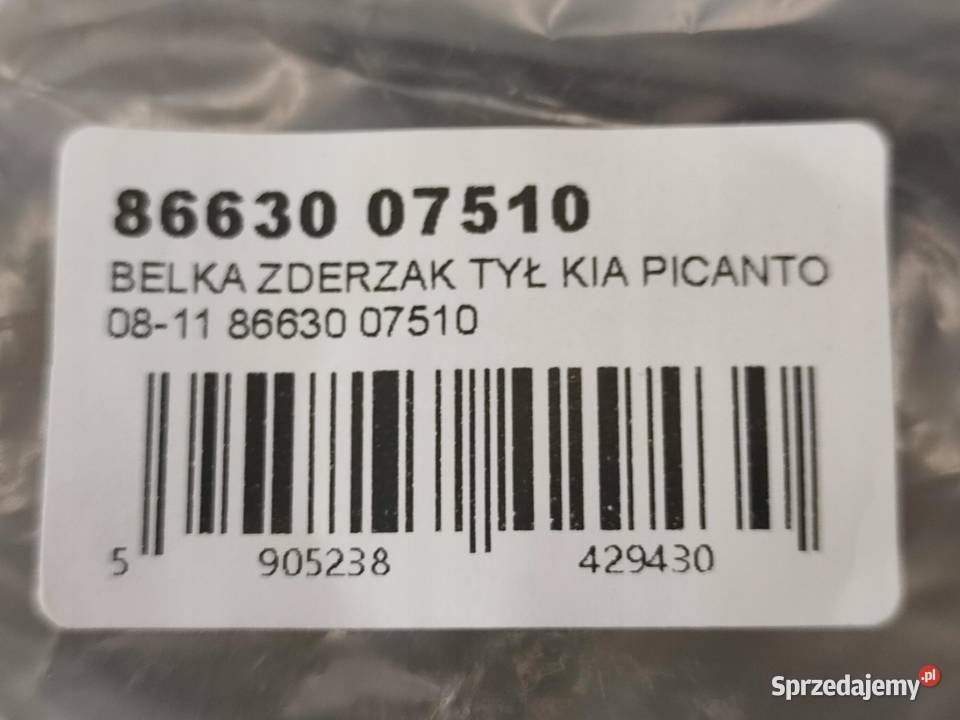 86630 07510
BELKA ZDERZAK TYŁ KIA PICANTO
08-11 86630 07510
5 905238 429430
Sprzedajemy.pl